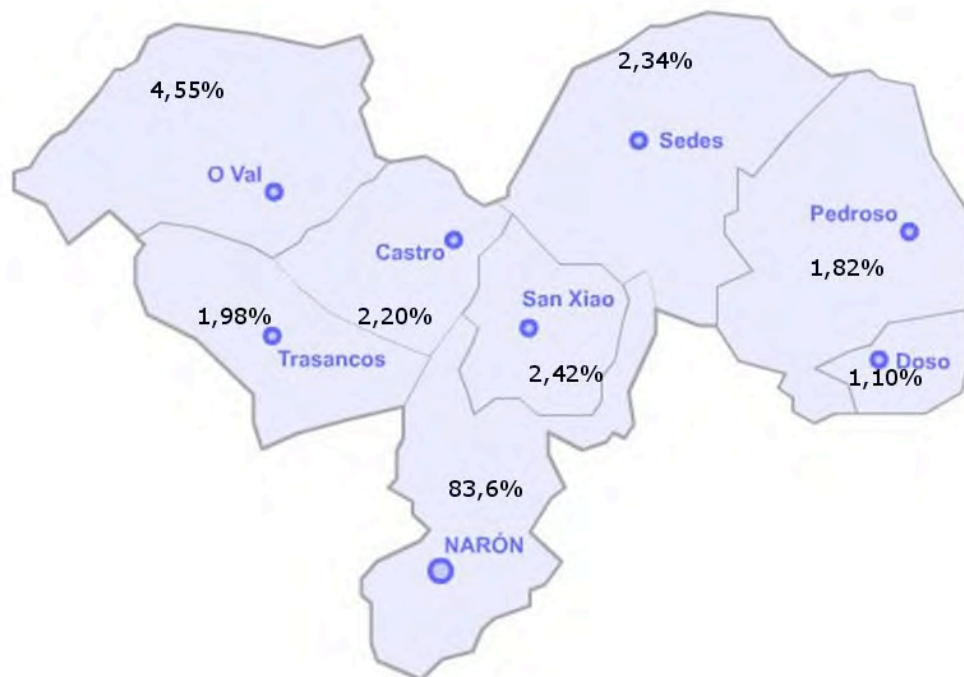 2,34%
4,55%
Sedes
O Val
Pedroso
Castro
1,82%
San Xiao
1,98%
2,20%
Trasancos
Doso
2,42%
1,10%
83,6%
NARÓN